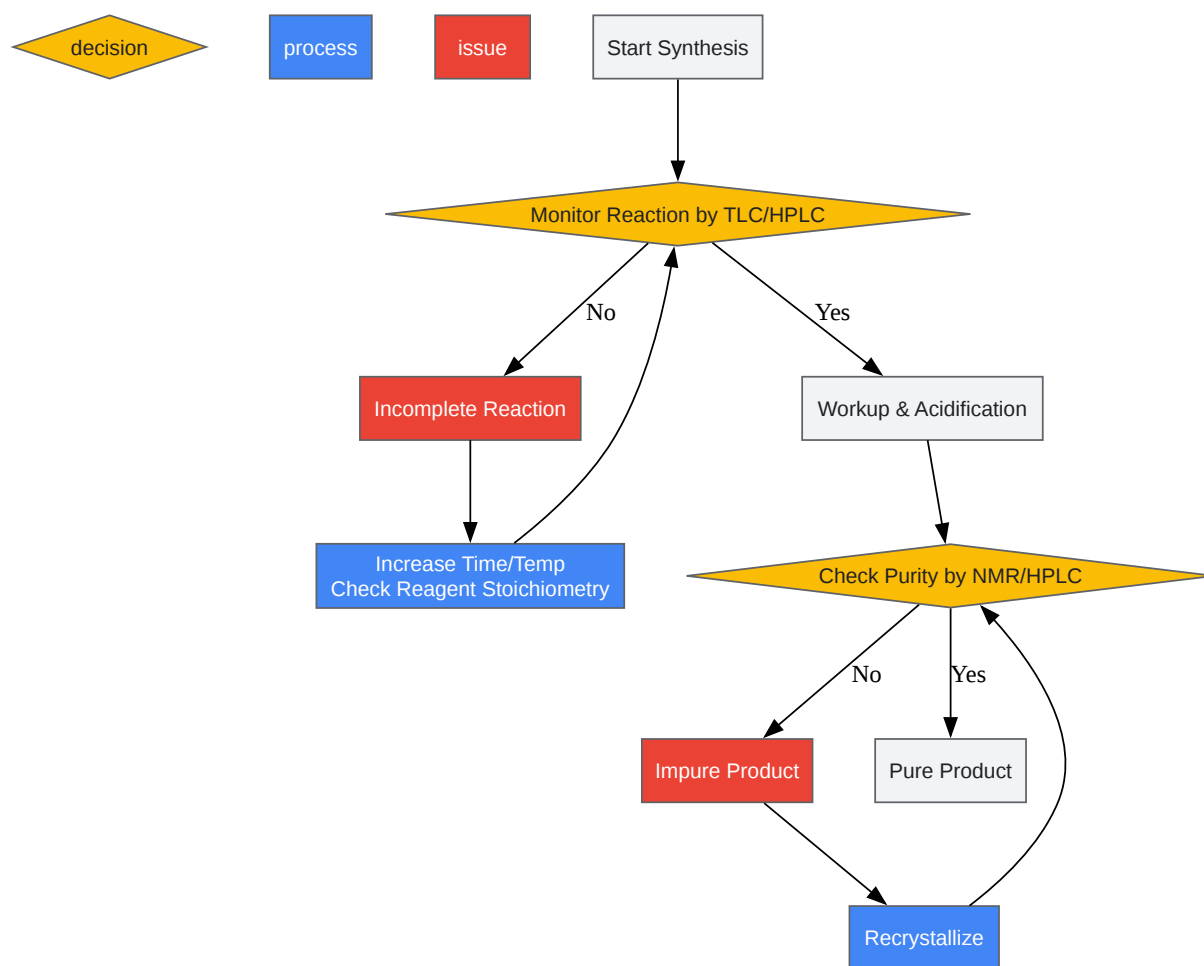 decision
process
issue
Start Synthesis
Monitor Reaction by TLC/HPLC
No
Yes
Incomplete Reaction
Workup & Acidification
Increase Time/Temp
Check Reagent Stoichiometry
Check Purity by NMR/HPLC
No
Yes
Impure Product
Pure Product
Recrystallize